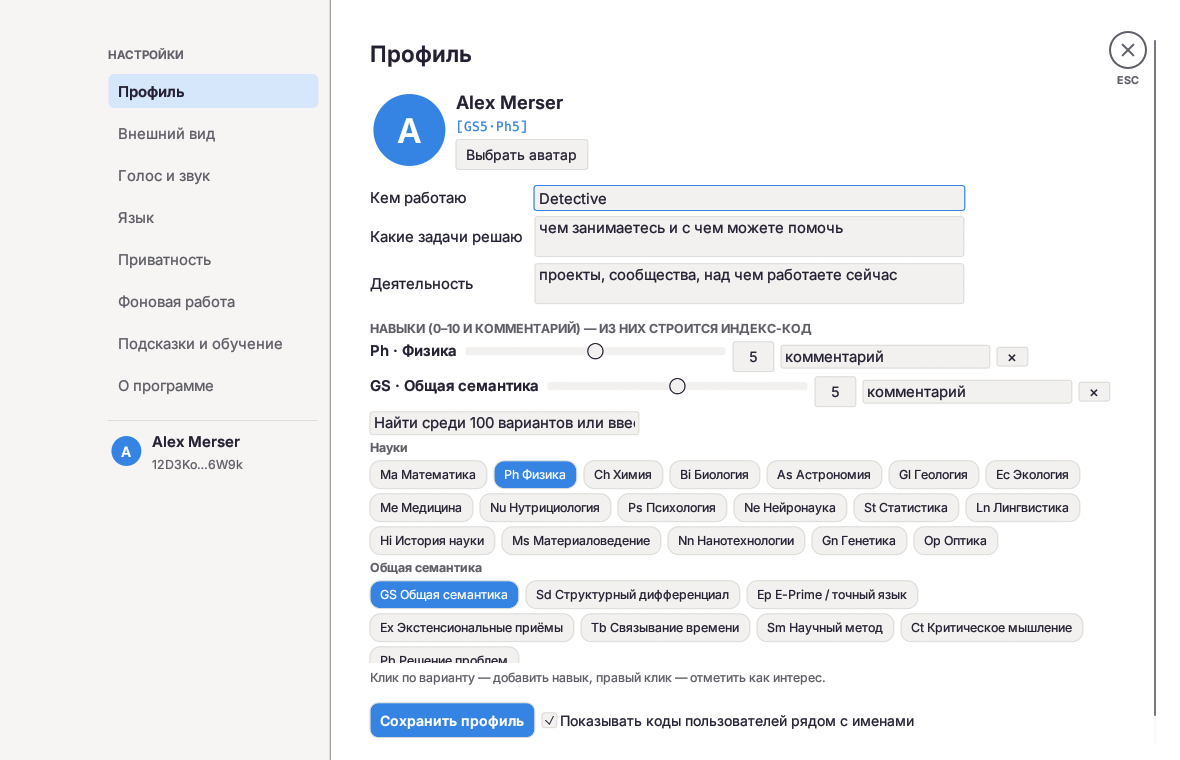 НАСТРОЙКИ
Профиль
Внешний вид
Голос и звук
Язык
Приватность
Фоновая работа
Подсказки и обучение
О программе
A
Alex Merser
12D3Ko…6W9k
Профиль
ESC
A
Alex Merser
[GS5·Ph5]
Выбрать аватар
Кем работаю Detective
Какие задачи решаю чем занимаетесь и с чем можете помочь
Деятельность проекты, сообщества, над чем работаете сейчас
НАВЫКИ (0–10 И КОММЕНТАРИЙ) — ИЗ НИХ СТРОИТСЯ ИНДЕКС-КОД
Ph · Физика 5 комментарий ×
GS · Общая семантика 5 комментарий ×
Найти среди 100 вариантов или вве
Науки
Ma Математика Ph Физика Ch Химия Bi Биология As Астрономия Gl Геология Ec Экология
Me Медицина Nu Нутрициология Ps Психология Ne Нейронаука St Статистика Ln Лингвистика
Hi История науки Ms Материаловедение Nn Нанотехнологии Gn Генетика Op Оптика
Общая семантика
GS Общая семантика Sd Структурный дифференциал Ep E-Prime / точный язык
Ex Экстенсиональные приёмы Tb Связывание времени Sm Научный метод Ct Критическое мышление
Pb Решение проблем
Клик по варианту — добавить навык, правый клик — отметить как интерес.
Сохранить профиль ✓ Показывать коды пользователей рядом с именами